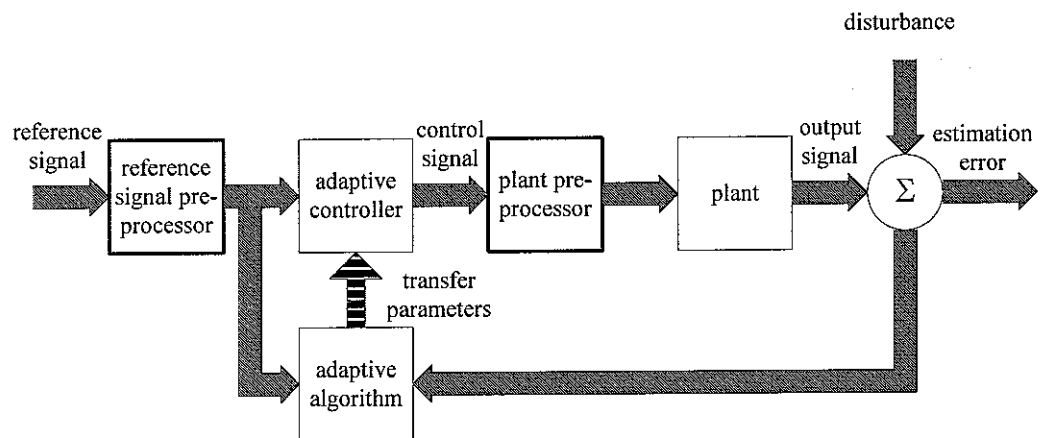 disturbance
reference
signal
reference
signal pre-
processor
adaptive
controller
control
signal
plant pre-
processor
plant
output
signal
Σ
estimation
error
transfer
parameters
adaptive
algorithm